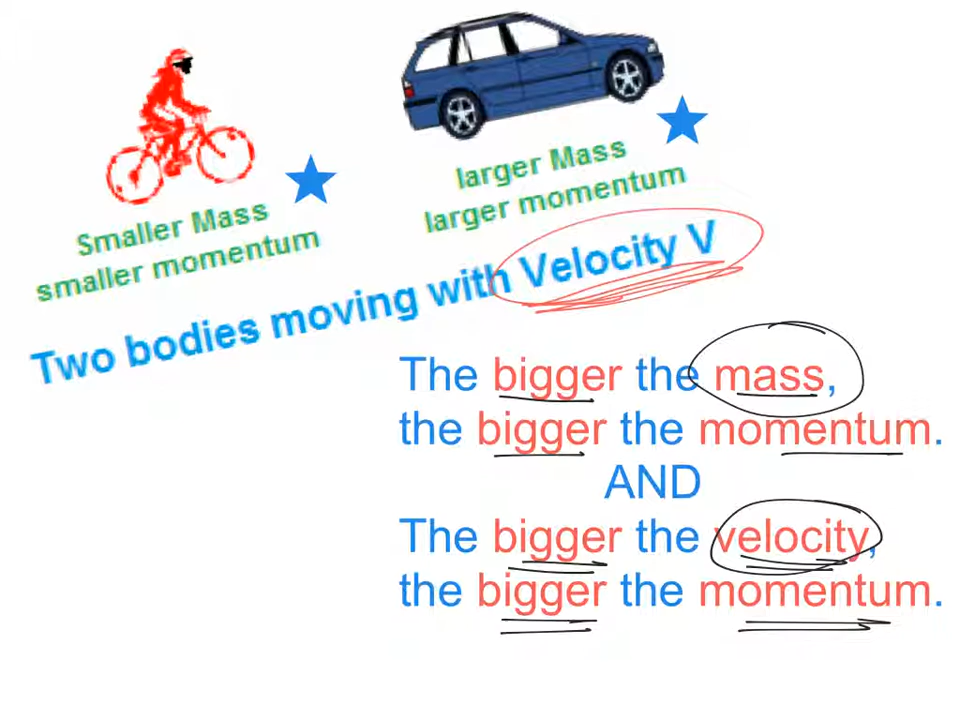 Smaller Mass
smaller momentum
larger Mass
larger momentum
Two bodies moving with Velocity V
The bigger the mass,
the bigger the momentum.
AND
The bigger the velocity,
the bigger the momentum.